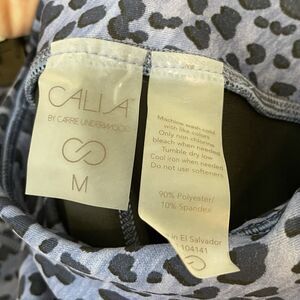 CALIA
BY CARRIE UNDERWOOD
M
Machine wash cold
with like colors
Only non chlorine
bleach when needed
Tumble dry low
Cool iron when needed
Do not use softeners
90% Polyester/
10% Spandex
in El Salvador
104141